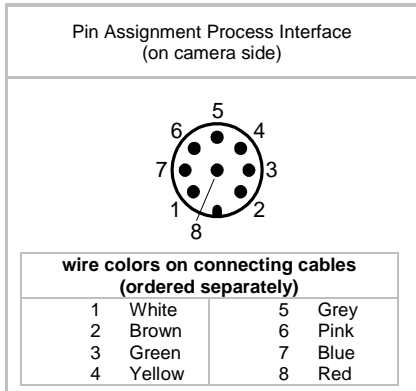 Pin Assignment Process Interface
(on camera side)
5
6 4
7 3
1 2
8
wire colors on connecting cables
(ordered separately)
1 White 5 Grey
2 Brown 6 Pink
3 Green 7 Blue
4 Yellow 8 Red